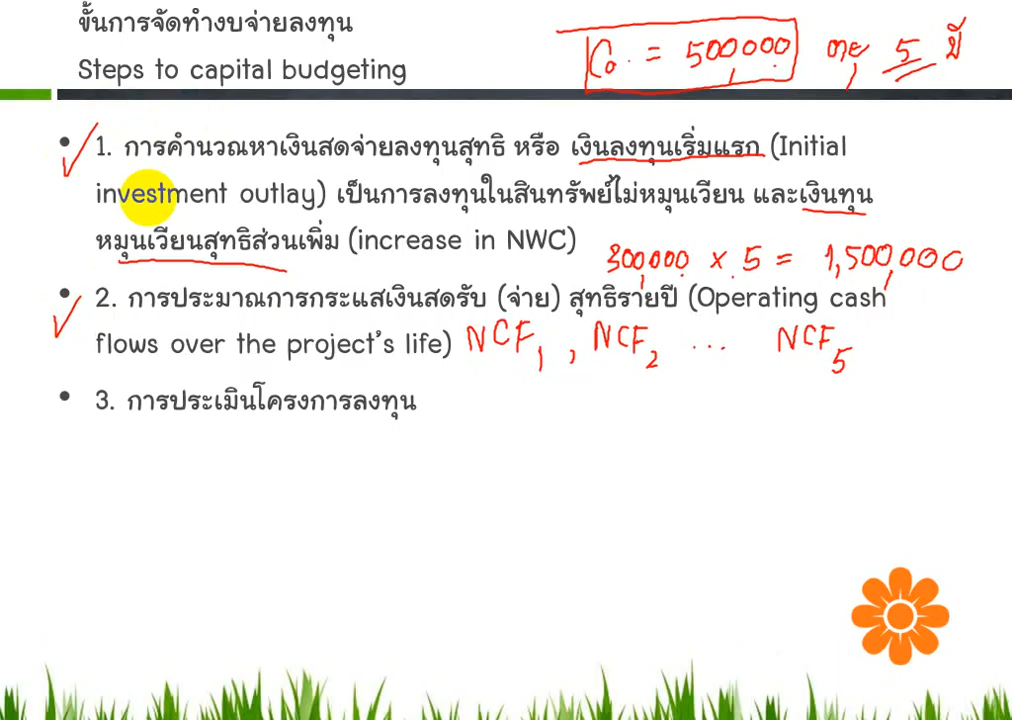 ขั้นการจัดทำงบจ่ายลงทุน
Steps to capital budgeting
C₀ = 500000 อายุ 5 ปี
• 1. การคำนวณหาเงินสดจ่ายลงทุนสุทธิ หรือ เงินลงทุนเริ่มแรก (Initial
investment outlay) เป็นการลงทุนในสินทรัพย์ไม่หมุนเวียน และเงินทุน
หมุนเวียนสุทธิส่วนเพิ่ม (increase in NWC)
300,000 x 5 = 1,500,000
• 2. การประมาณการกระแสเงินสดรับ (จ่าย) สุทธิรายปี (Operating cash
flows over the project's life) NCF₁, NCF₂ ... NCF₅
• 3. การประเมินโครงการลงทุน